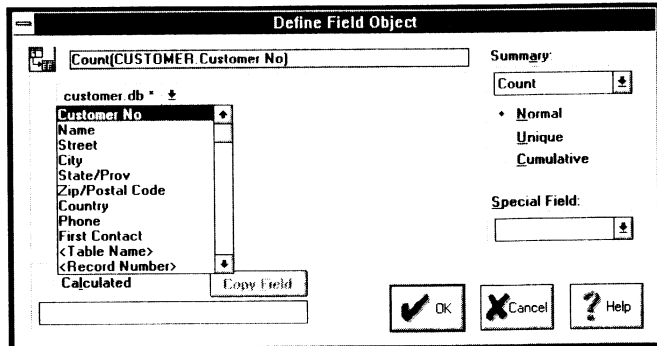 Define Field Object
Count(CUSTOMER.Customer No)
Summary:
Count
customer.db *
Customer No
Name
Street
City
State/Prov
Zip/Postal Code
Country
Phone
First Contact
<Table Name>
<Record Number>
Normal
Unique
Cumulative
Special Field:
Calculated
Copy Field
OK
Cancel
? Help